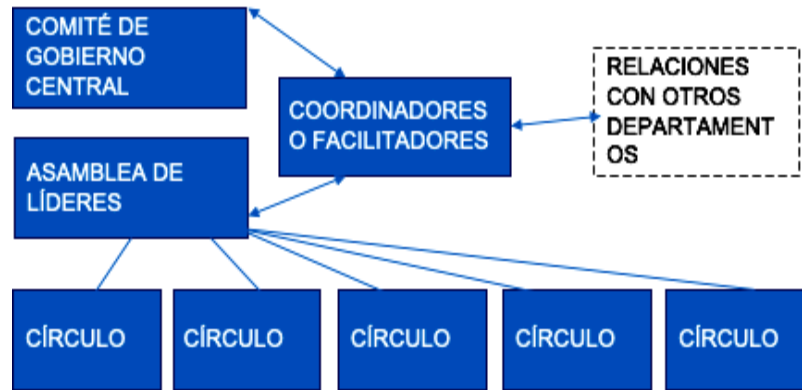 COMITÉ DE
GOBIERNO
CENTRAL
COORDINADORES
O FACILITADORES
RELACIONES
CON OTROS
DEPARTAMENT
OS
ASAMBLEA DE
LÍDERES
CÍRCULO
CÍRCULO
CÍRCULO
CÍRCULO
CÍRCULO